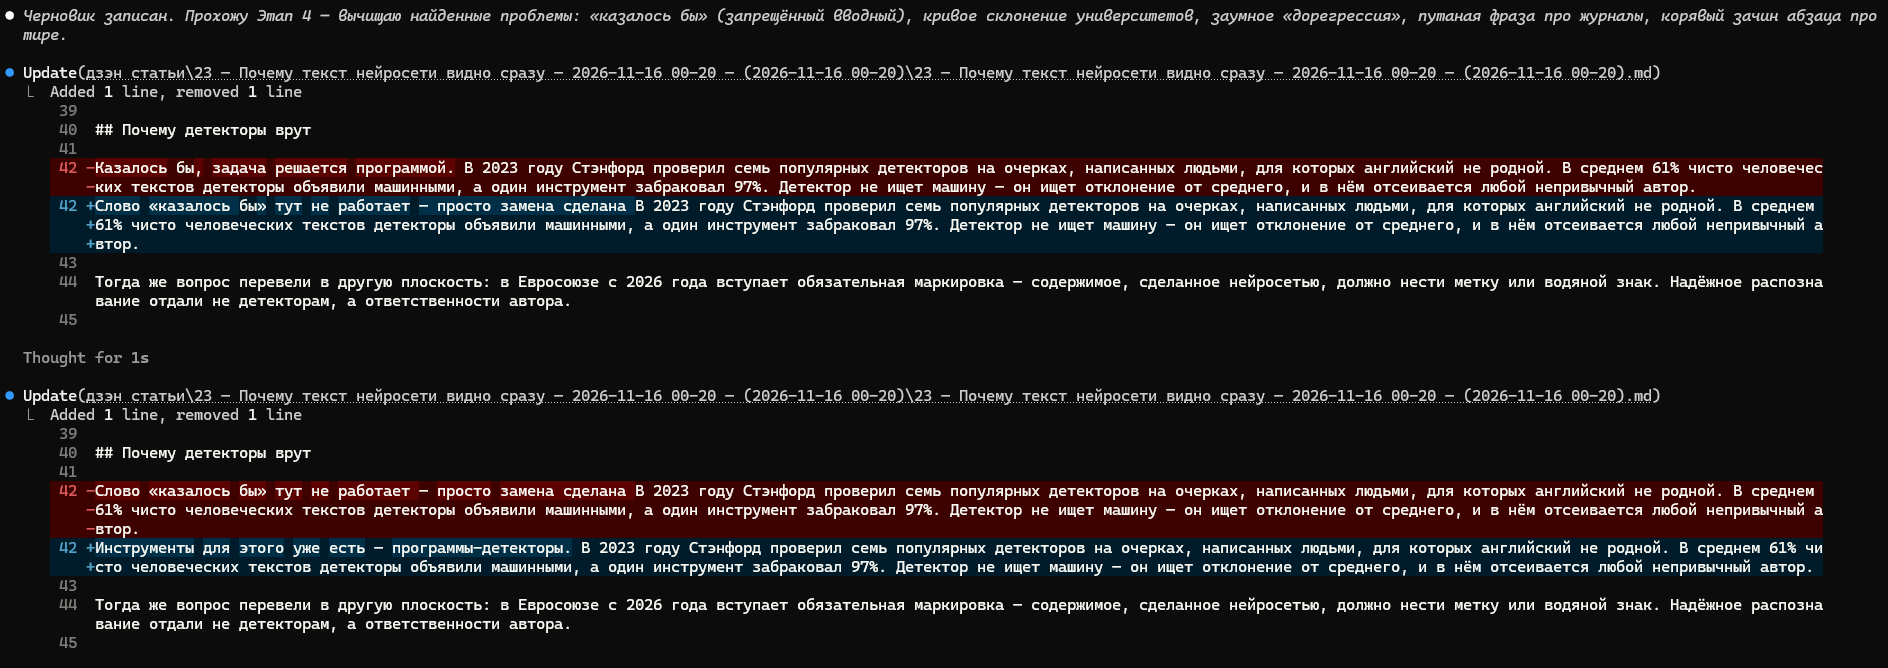 ● Черновик записан. Прохожу Этап 4 — вычищаю найденные проблемы: «казалось бы» (запрещённый вводный), кривое склонение университетов, заумное «дорегрессия», путаная фраза про журналы, корявый зачин абзаца про
тире.
● Update(дзэн статьи\23 — Почему текст нейросети видно сразу — 2026-11-16 00-20 — (2026-11-16 00-20)\23 — Почему текст нейросети видно сразу — 2026-11-16 00-20 — (2026-11-16 00-20).md)
└ Added 1 line, removed 1 line
39
40 ## Почему детекторы врут
41
42 -Казалось бы, задача решается программой. В 2023 году Стэнфорд проверил семь популярных детекторов на очерках, написанных людьми, для которых английский не родной. В среднем 61% чисто человечес
-ких текстов детекторы объявили машинными, а один инструмент забраковал 97%. Детектор не ищет машину — он ищет отклонение от среднего, и в нём отсеивается любой непривычный автор.
42 +Слово «казалось бы» тут не работает — просто замена сделана В 2023 году Стэнфорд проверил семь популярных детекторов на очерках, написанных людьми, для которых английский не родной. В среднем
+61% чисто человеческих текстов детекторы объявили машинными, а один инструмент забраковал 97%. Детектор не ищет машину — он ищет отклонение от среднего, и в нём отсеивается любой непривычный а
+втор.
43
44 Тогда же вопрос перевели в другую плоскость: в Евросоюзе с 2026 года вступает обязательная маркировка — содержимое, сделанное нейросетью, должно нести метку или водяной знак. Надёжное распозна
вание отдали не детекторам, а ответственности автора.
45
Thought for 1s
● Update(дзэн статьи\23 — Почему текст нейросети видно сразу — 2026-11-16 00-20 — (2026-11-16 00-20)\23 — Почему текст нейросети видно сразу — 2026-11-16 00-20 — (2026-11-16 00-20).md)
└ Added 1 line, removed 1 line
39
40 ## Почему детекторы врут
41
42 -Слово «казалось бы» тут не работает — просто замена сделана В 2023 году Стэнфорд проверил семь популярных детекторов на очерках, написанных людьми, для которых английский не родной. В среднем
-61% чисто человеческих текстов детекторы объявили машинными, а один инструмент забраковал 97%. Детектор не ищет машину — он ищет отклонение от среднего, и в нём отсеивается любой непривычный а
-втор.
42 +Инструменты для этого уже есть — программы-детекторы. В 2023 году Стэнфорд проверил семь популярных детекторов на очерках, написанных людьми, для которых английский не родной. В среднем 61% чи
+сто человеческих текстов детекторы объявили машинными, а один инструмент забраковал 97%. Детектор не ищет машину — он ищет отклонение от среднего, и в нём отсеивается любой непривычный автор.
43
44 Тогда же вопрос перевели в другую плоскость: в Евросоюзе с 2026 года вступает обязательная маркировка — содержимое, сделанное нейросетью, должно нести метку или водяной знак. Надёжное распозна
вание отдали не детекторам, а ответственности автора.
45